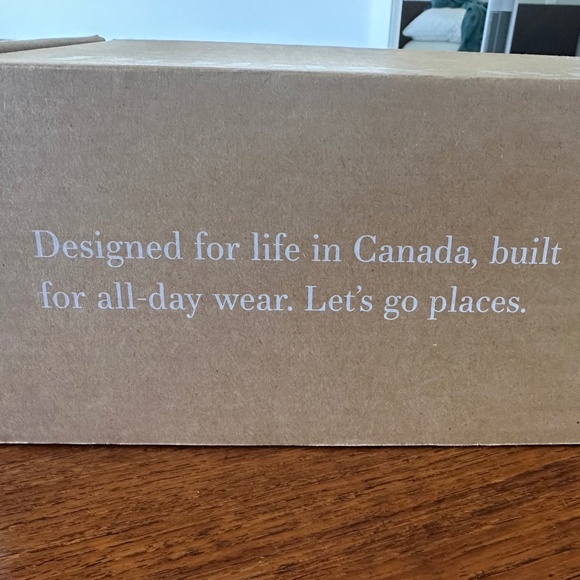 Designed for life in Canada, built
for all-day wear. Let's go places.